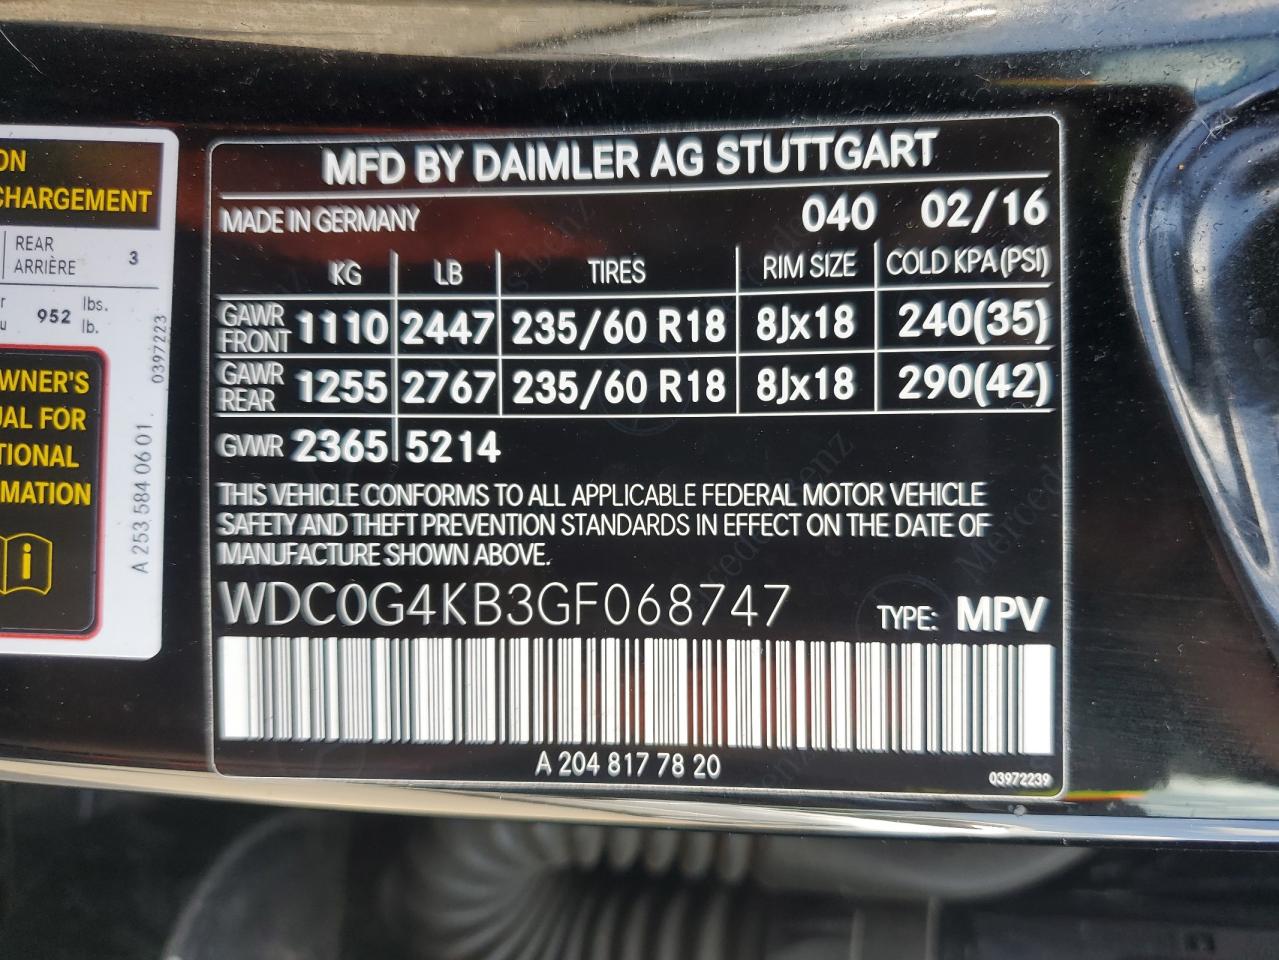 ON
CHARGEMENT
REAR
ARRIÈRE 3
952 lbs.
lb.
WNER'S
UAL FOR
TIONAL
MATION
i
A 253 584 06 01
0397223
MFD BY DAIMLER AG STUTTGART
MADE IN GERMANY 040 02/16
KG LB TIRES RIM SIZE COLD KPA(PSI)
GAWR FRONT 1110 2447 235/60 R18 8Jx18 240(35)
GAWR REAR 1255 2767 235/60 R18 8Jx18 290(42)
GVWR 2365 5214
THIS VEHICLE CONFORMS TO ALL APPLICABLE FEDERAL MOTOR VEHICLE
SAFETY AND THEFT PREVENTION STANDARDS IN EFFECT ON THE DATE OF
MANUFACTURE SHOWN ABOVE.
WDC0G4KB3GF068747 TYPE: MPV
A 204 817 78 20
03972239